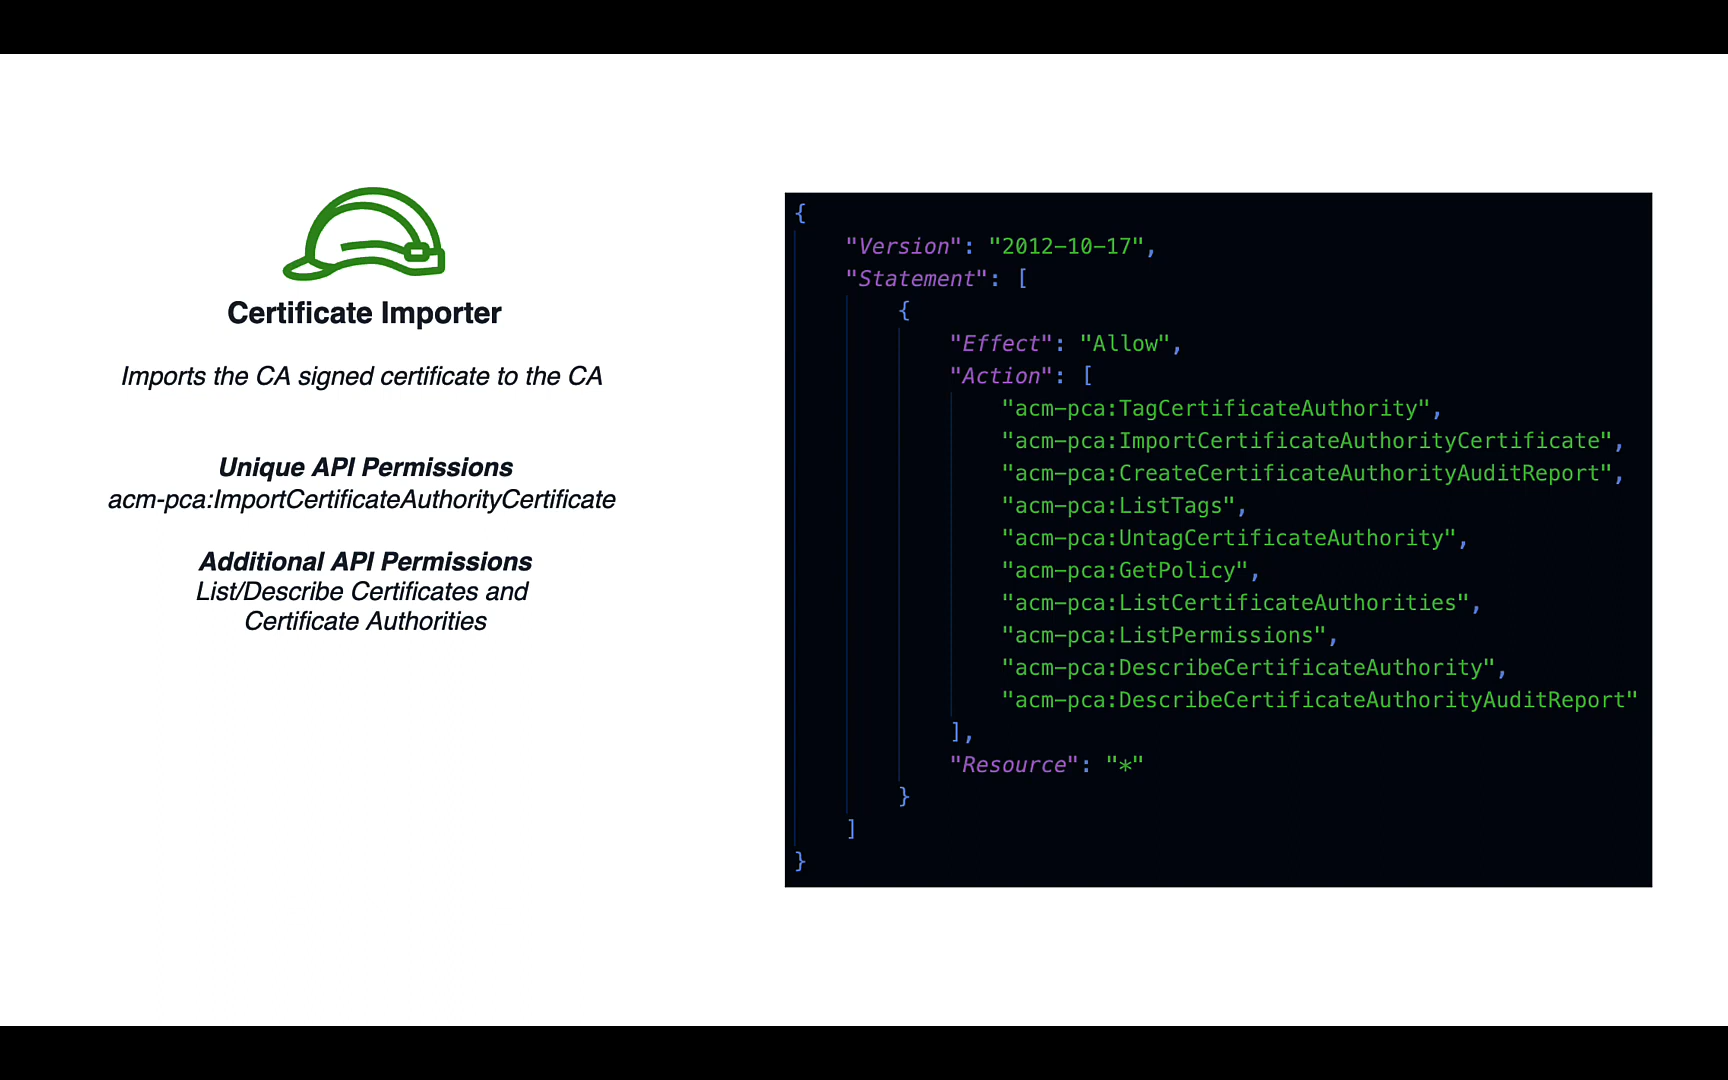 Certificate Importer
Imports the CA signed certificate to the CA
Unique API Permissions
acm-pca:ImportCertificateAuthorityCertificate
Additional API Permissions
List/Describe Certificates and
Certificate Authorities
{
    "Version": "2012-10-17",
    "Statement": [
        {
            "Effect": "Allow",
            "Action": [
                "acm-pca:TagCertificateAuthority",
                "acm-pca:ImportCertificateAuthorityCertificate",
                "acm-pca:CreateCertificateAuthorityAuditReport",
                "acm-pca:ListTags",
                "acm-pca:UntagCertificateAuthority",
                "acm-pca:GetPolicy",
                "acm-pca:ListCertificateAuthorities",
                "acm-pca:ListPermissions",
                "acm-pca:DescribeCertificateAuthority",
                "acm-pca:DescribeCertificateAuthorityAuditReport"
            ],
            "Resource": "*"
        }
    ]
}